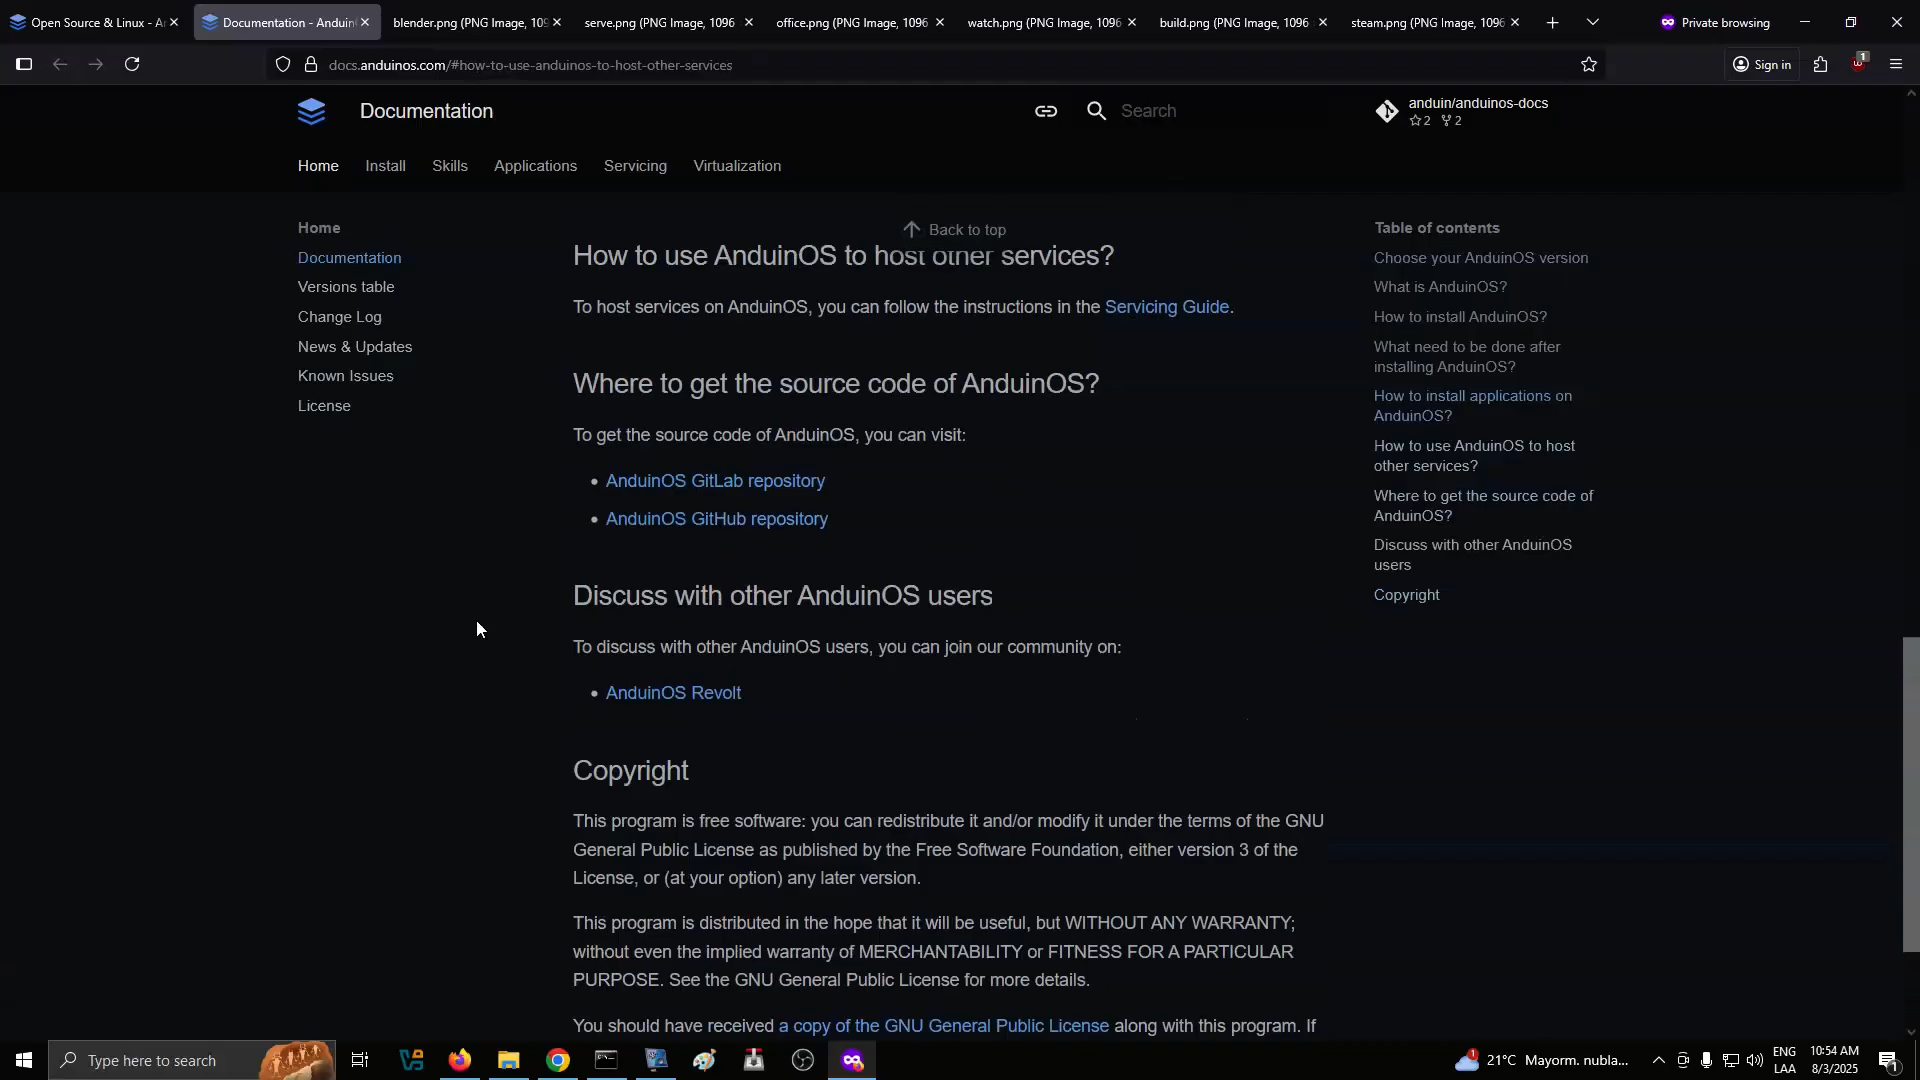 Open Source & Linux - Ar
Documentation - Anduin
blender.png (PNG Image, 109
serve.png (PNG Image, 1096
office.png (PNG Image, 1096
watch.png (PNG Image, 1096
build.png (PNG Image, 1096
steam.png (PNG Image, 1096
Private browsing
docs.anduinos.com/#how-to-use-anduinos-to-host-other-services
Sign in
1
Documentation
Search
anduin/anduinos-docs
2 2
Home
Install
Skills
Applications
Servicing
Virtualization
Home
Documentation
Versions table
Change Log
News & Updates
Known Issues
License
Back to top
How to use AnduinOS to host other services?
To host services on AnduinOS, you can follow the instructions in the Servicing Guide.
Where to get the source code of AnduinOS?
To get the source code of AnduinOS, you can visit:
• AnduinOS GitLab repository
• AnduinOS GitHub repository
Discuss with other AnduinOS users
To discuss with other AnduinOS users, you can join our community on:
• AnduinOS Revolt
Copyright
This program is free software: you can redistribute it and/or modify it under the terms of the GNU
General Public License as published by the Free Software Foundation, either version 3 of the
License, or (at your option) any later version.
This program is distributed in the hope that it will be useful, but WITHOUT ANY WARRANTY;
without even the implied warranty of MERCHANTABILITY or FITNESS FOR A PARTICULAR
PURPOSE. See the GNU General Public License for more details.
You should have received a copy of the GNU General Public License along with this program. If
Table of contents
Choose your AnduinOS version
What is AnduinOS?
How to install AnduinOS?
What need to be done after
installing AnduinOS?
How to install applications on
AnduinOS?
How to use AnduinOS to host
other services?
Where to get the source code of
AnduinOS?
Discuss with other AnduinOS
users
Copyright
Type here to search
1
21°C Mayorm. nubla...
ENG
LAA
10:54 AM
8/3/2025
1